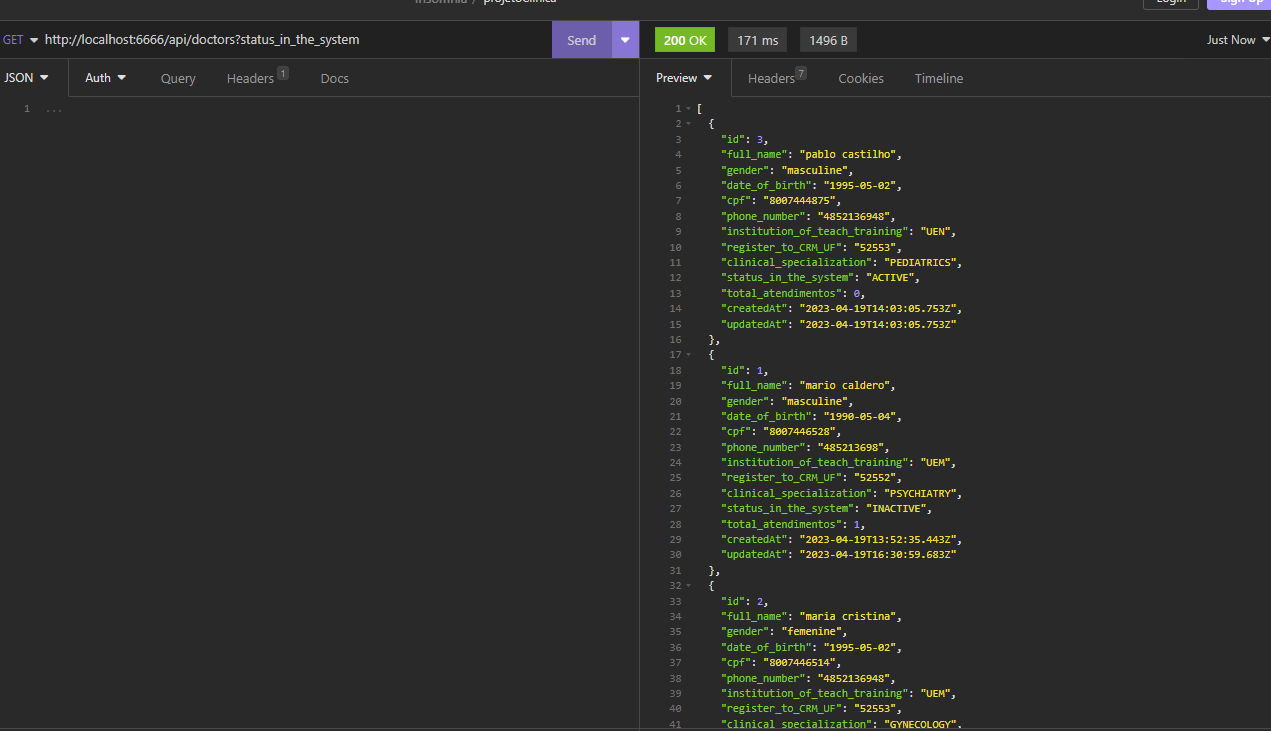 Insomnia / projetoclinica
Login
Sign Up
GET http://localhost:6666/api/doctors?status_in_the_system
Send
200 OK 171 ms 1496 B
Just Now
JSON Auth Query Headers 1 Docs
Preview Headers 7 Cookies Timeline
1 ...
1 [
2 {
3 "id": 3,
4 "full_name": "pablo castilho",
5 "gender": "masculine",
6 "date_of_birth": "1995-05-02",
7 "cpf": "8007444875",
8 "phone_number": "4852136948",
9 "institution_of_teach_training": "UEN",
10 "register_to_CRM_UF": "52553",
11 "clinical_specialization": "PEDIATRICS",
12 "status_in_the_system": "ACTIVE",
13 "total_atendimentos": 0,
14 "createdAt": "2023-04-19T14:03:05.753Z",
15 "updatedAt": "2023-04-19T14:03:05.753Z"
16 },
17 {
18 "id": 1,
19 "full_name": "mario caldero",
20 "gender": "masculine",
21 "date_of_birth": "1990-05-04",
22 "cpf": "8007446528",
23 "phone_number": "485213698",
24 "institution_of_teach_training": "UEM",
25 "register_to_CRM_UF": "52552",
26 "clinical_specialization": "PSYCHIATRY",
27 "status_in_the_system": "INACTIVE",
28 "total_atendimentos": 1,
29 "createdAt": "2023-04-19T13:52:35.443Z",
30 "updatedAt": "2023-04-19T16:30:59.683Z"
31 },
32 {
33 "id": 2,
34 "full_name": "maria cristina",
35 "gender": "femenine",
36 "date_of_birth": "1995-05-02",
37 "cpf": "8007446514",
38 "phone_number": "4852136948",
39 "institution_of_teach_training": "UEM",
40 "register_to_CRM_UF": "52553",
41 "clinical_specialization": "GYNECOLOGY",